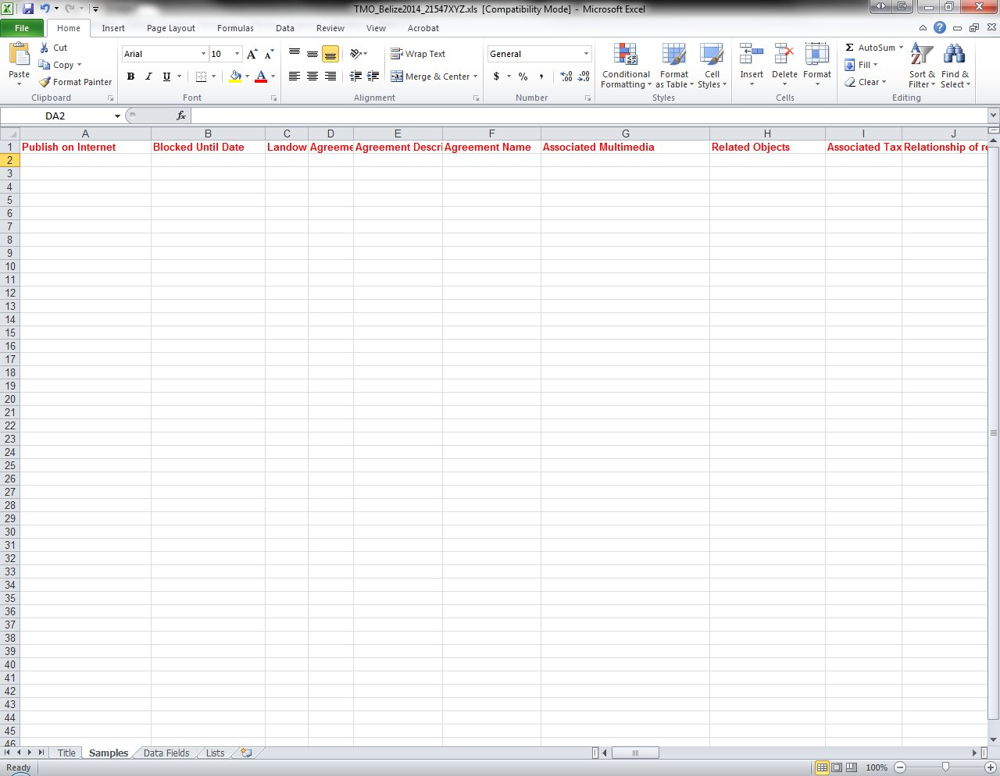 TMO_Belize2014_21547XYZ.xls [Compatibility Mode] - Microsoft Excel
File Home Insert Page Layout Formulas Data Review View Acrobat
Paste
Cut
Copy
Format Painter
Clipboard
Arial 10
B I U A
Font
Wrap Text
Merge & Center
Alignment
General
$ % ,
Number
Conditional Formatting
Format as Table
Cell Styles
Styles
Insert Delete Format
Cells
Σ AutoSum
Fill
Clear
Sort & Filter
Find & Select
Editing
DA2 fx
A B C D E F G H I J
1 Publish on Internet Blocked Until Date Landow Agreeme Agreement Descri Agreement Name Associated Multimedia Related Objects Associated Tax Relationship of re
2
3
4
5
6
7
8
9
10
11
12
13
14
15
16
17
18
19
20
21
22
23
24
25
26
27
28
29
30
31
32
33
34
35
36
37
38
39
40
41
42
43
44
45
46
Title Samples Data Fields Lists
Ready 100%